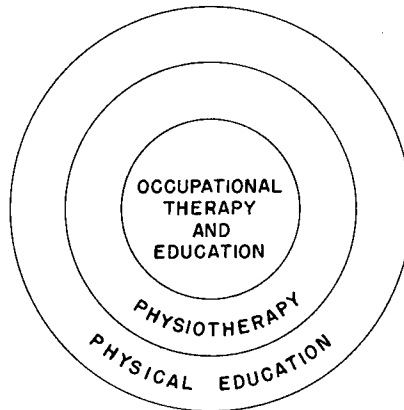 OCCUPATIONAL
THERAPY
AND
EDUCATION
PHYSIOTHERAPY
PHYSICAL EDUCATION